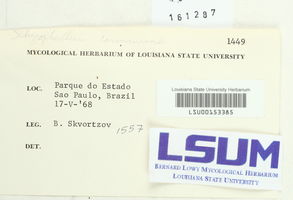 161297
1449
MYCOLOGICAL HERBARIUM OF LOUISIANA STATE UNIVERSITY
LOC. Parque do Estado
Sao Paulo, Brazil
17-V-'68
LEG. B. Skvortzov 1557
DET.
Louisiana State University Herbarium
LSU00153385
LSUM
BERNARD LOWY MYCOLOGICAL HERBARIUM
LOUISIANA STATE UNIVERSITY